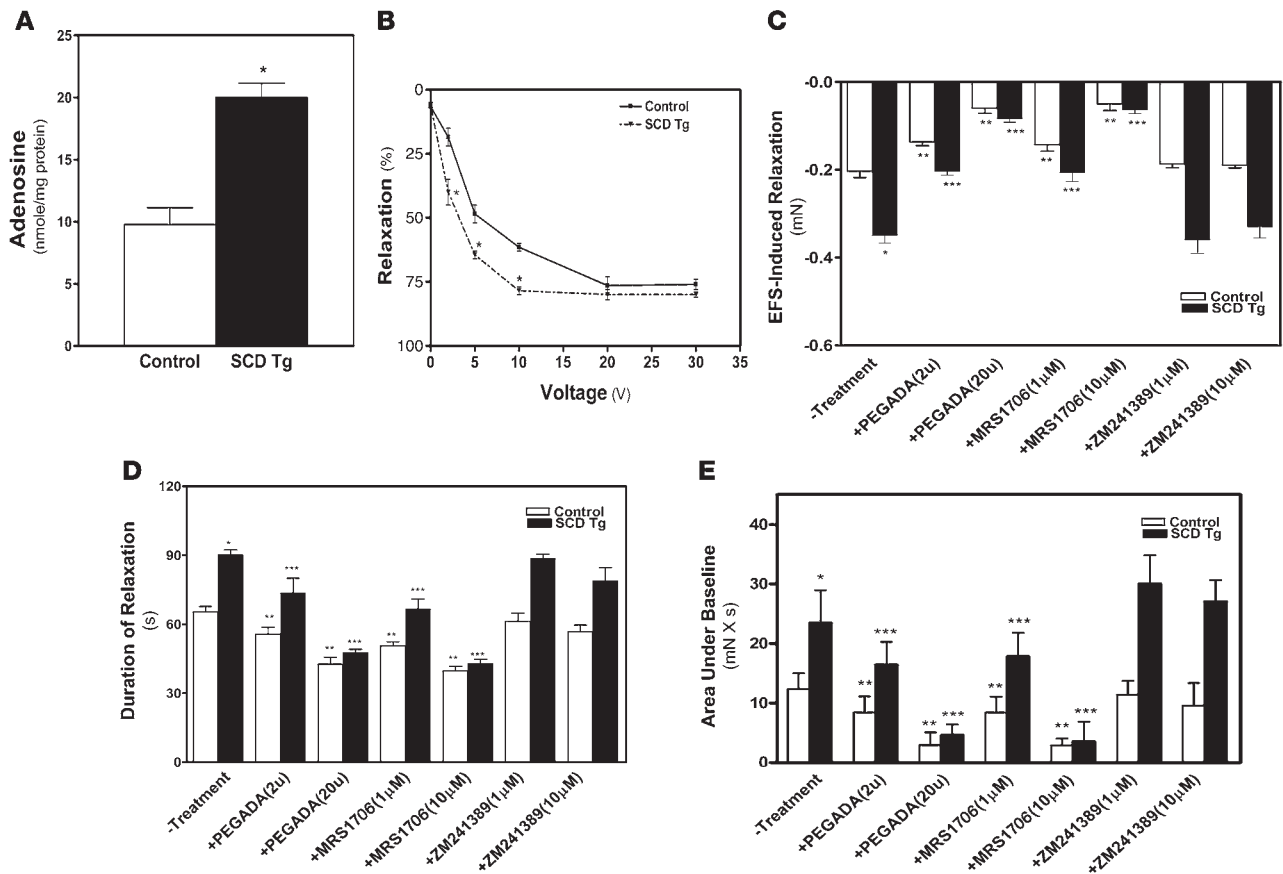 A
25
20
15
10
5
0
Adenosine
(nmole/mg protein)
*
Control
SCD Tg
B
0
25
50
75
100
Relaxation (%)
Control
SCD Tg
*
*
*
0 5 10 15 20 25 30 35
Voltage (V)
C
-0.0
-0.2
-0.4
-0.6
EFS-Induced Relaxation
(mN)
** *** ** ***
** *** ** ***
*
Control
SCD Tg
-Treatment
+PEGADA(2u)
+PEGADA(20u)
+MRS1706(1μM)
+MRS1706(10μM)
+ZM241389(1μM)
+ZM241389(10μM)
D
120
90
60
30
0
Duration of Relaxation
(s)
Control
SCD Tg
* ** *** ** *** ** *** ** ***
-Treatment
+PEGADA(2u)
+PEGADA(20u)
+MRS1706(1μM)
+MRS1706(10μM)
+ZM241389(1μM)
+ZM241389(10μM)
E
40
30
20
10
0
Area Under Baseline
(mN X s)
Control
SCD Tg
* ** *** ** *** ** *** ** ***
-Treatment
+PEGADA(2u)
+PEGADA(20u)
+MRS1706(1μM)
+MRS1706(10μM)
+ZM241389(1μM)
+ZM241389(10μM)